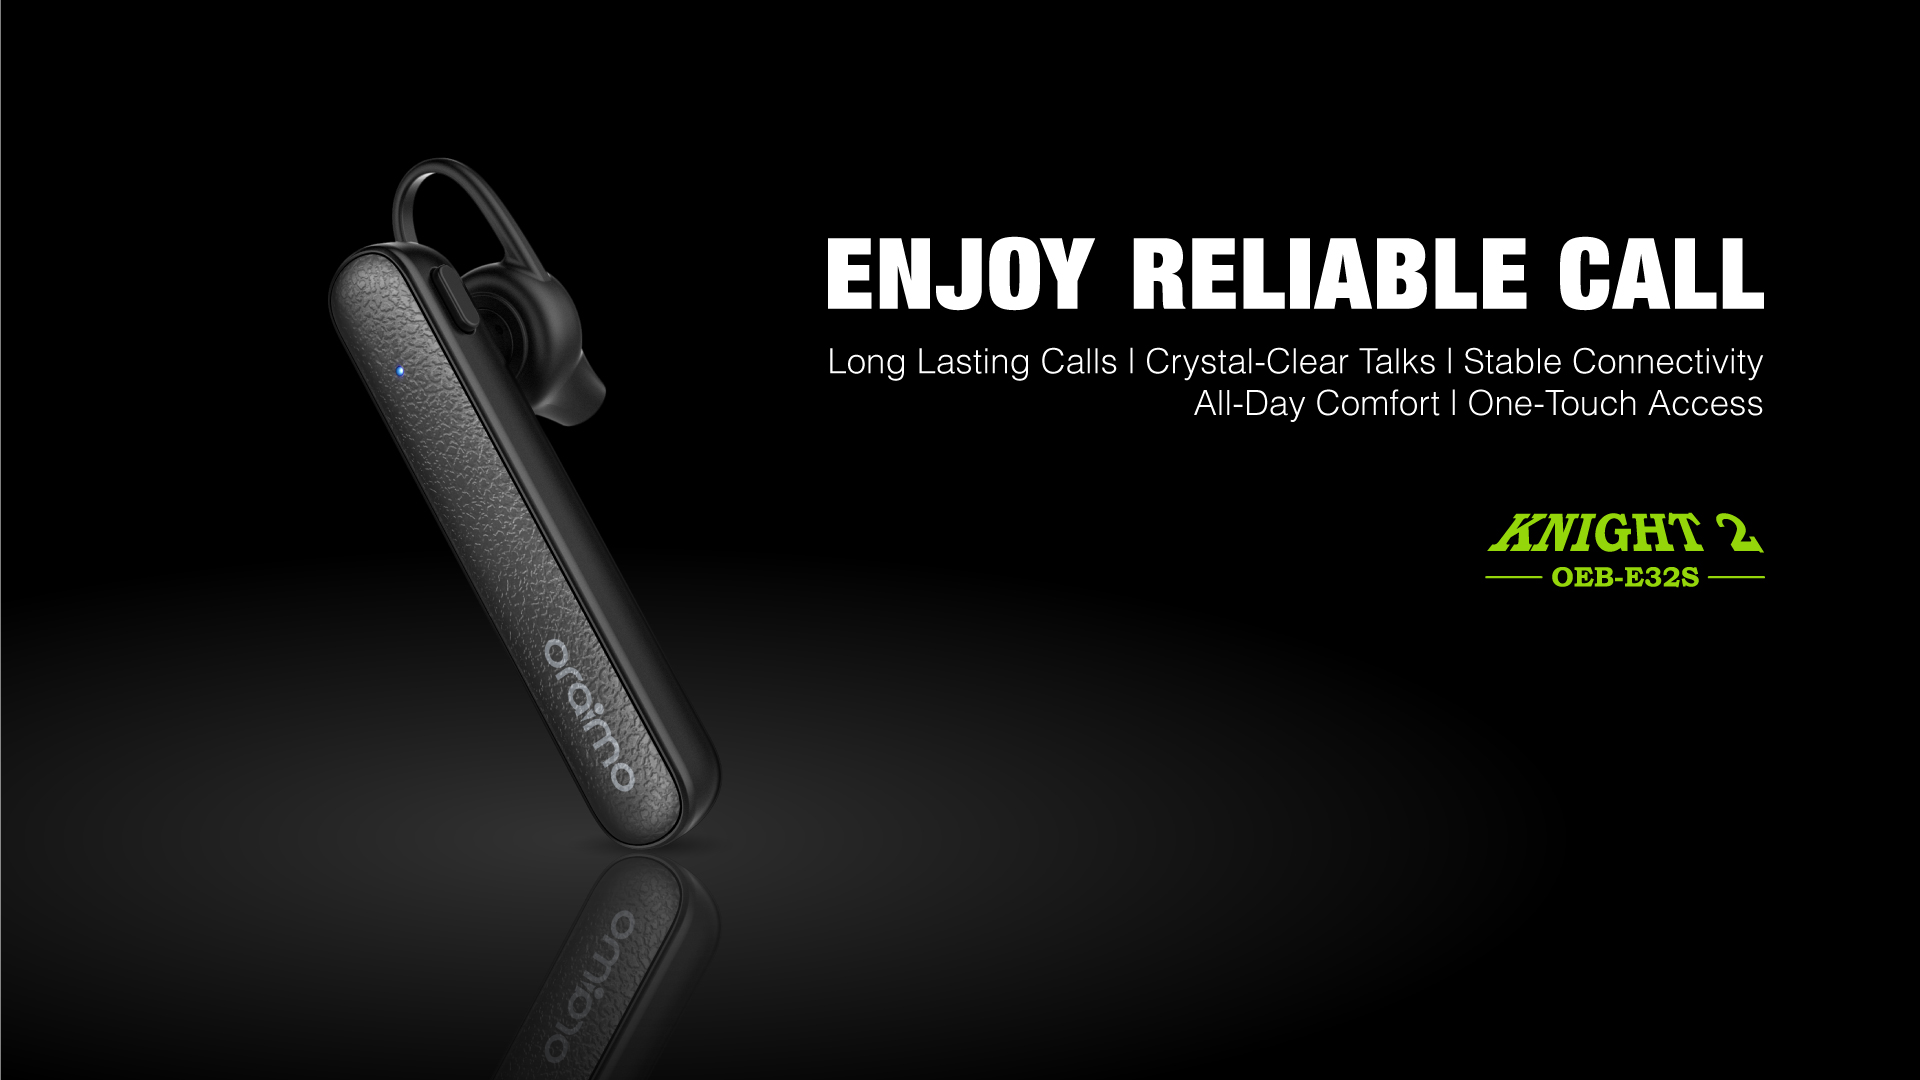 ENJOY RELIABLE CALL
Long Lasting Calls | Crystal-Clear Talks | Stable Connectivity
All-Day Comfort | One-Touch Access
KNIGHT 2
OEB-E32S
oraimo
oraimo